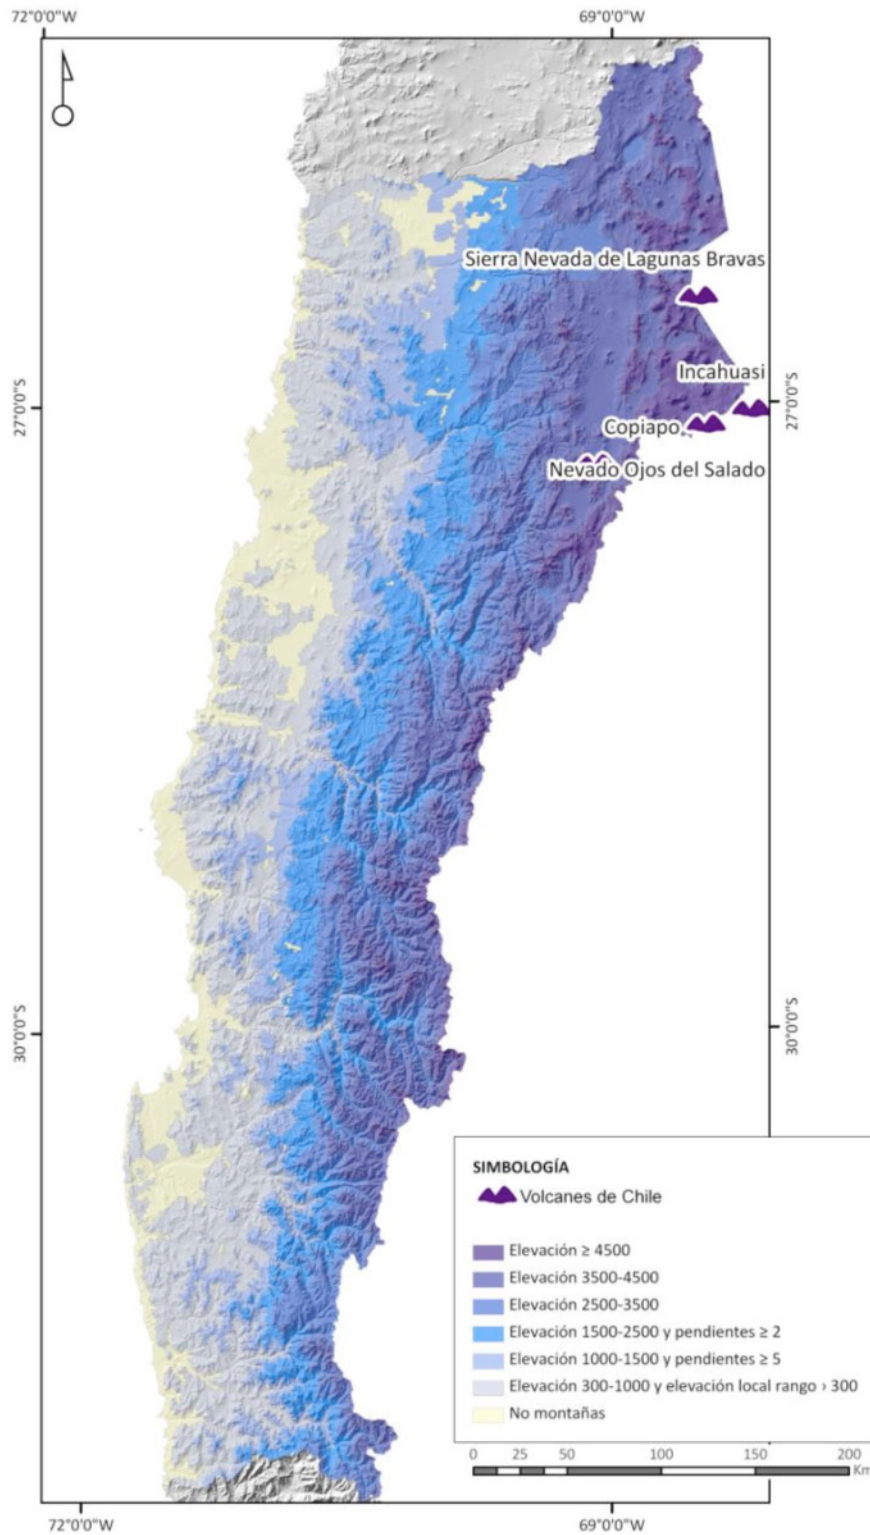 72°0'0"W
69°0'0"W
Sierra Nevada de Lagunas Bravas
Incahuasi
27°0'0"S
27°0'0"S
Copiapo
Nevado Ojos del Salado
30°0'0"S
30°0'0"S
SIMBOLOGÍA
Volcanes de Chile
Elevación ≥ 4500
Elevación 3500-4500
Elevación 2500-3500
Elevación 1500-2500 y pendientes ≥ 2
Elevación 1000-1500 y pendientes ≥ 5
Elevación 300-1000 y elevación local rango › 300
No montañas
0 25 50 100 150 200
Km
72°0'0"W
69°0'0"W